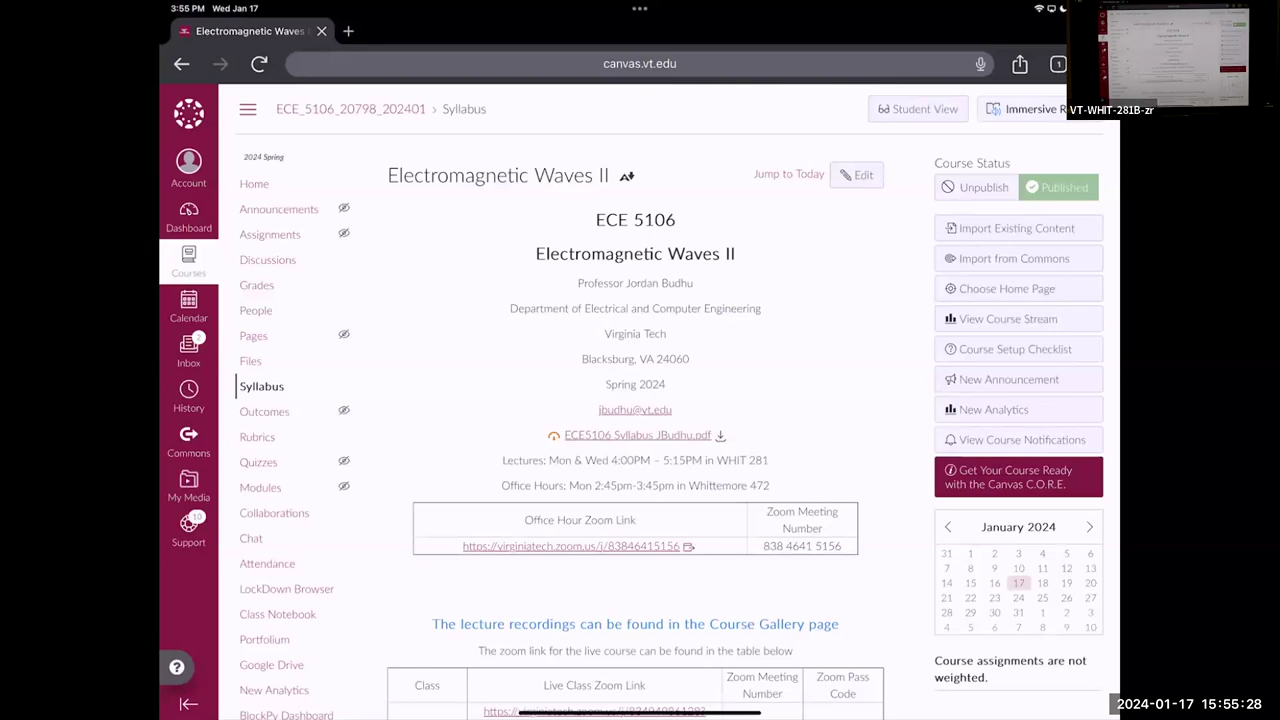 3:55 PM Wed Jan 17
Electromagnetic Waves
canvas.vt.edu
VT-WHIT-281B-zr
ECE 5106
Immersive
2024 Spring
Account
Dashboard
Courses
Calendar
2
Inbox
History
Commons
My Media
10
Support
Home
Announcements
Assignments
Discussions
Grades
People
Pages
Files
Syllabus
Outcomes
Rubrics
Quizzes
Modules
Collaborations
Chat
Attendance
LockDown Browser
Class Notebook
Portfolium
Google Drive
New Analytics
BlockPy Dashboard
Electromagnetic Waves II
Jump to Today
Edit
ECE 5106
Electromagnetic Waves II
Professor Jordan Budhu
Department of Electrical and Computer Engineering
Virginia Tech
Blacksburg, VA 24060
Spring 2024
jbudhu@vt.edu
ECE5106 Syllabus JBudhu.pdf
Lectures: Mon & Wed 4:00PM – 5:15PM in WHIT 281
Office Hours: Mon 2:45pm-3:45pm in Whittemore 472
Office Hour Zoom Link
Zoom Meeting
Number
https://virginiatech.zoom.us/j/83846415156
838 4641 5156
The lecture recordings can be found in the Course Gallery page
The zoom link for the live course can be found in the table below
Class
Live Class Zoom Link
Zoom Meeting
Number
Zoom Pass
Code
Course Status
Unpublish
Published
Import Existing Content
Import from Commons
Choose Home Page
View Course Stream
Course Setup Checklist
New Announcement
New Analytics
View Course Notifications
Get Your Course Ready
with the Canvas C.O.R.E.
January 2024
31 1 2 3 4 5 6
7 8 9 10 11 12 13
14 15 16 17 18 19 20
21 22 23 24 25 26 27
28 29 30 31 1 2 3
4 5 6 7 8 9 10
Course assignments are not
weighted.
2024-01-17 15:55:28